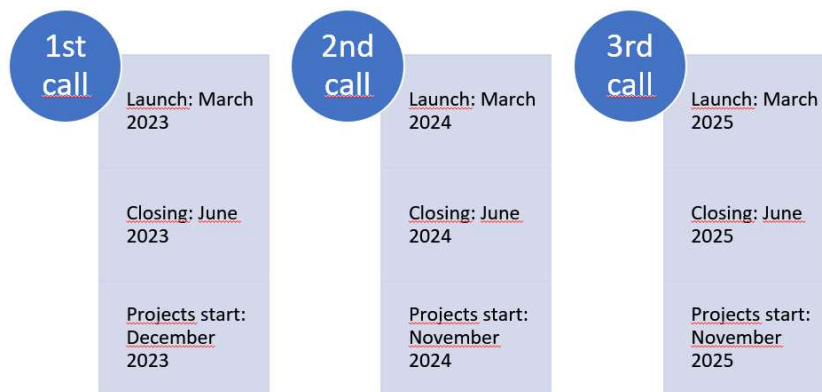 1st
call
Launch: March
2023
Closing: June
2023
Projects start:
December
2023
2nd
call
Launch: March
2024
Closing: June
2024
Projects start:
November
2024
3rd
call
Launch: March
2025
Closing: June
2025
Projects start:
November
2025